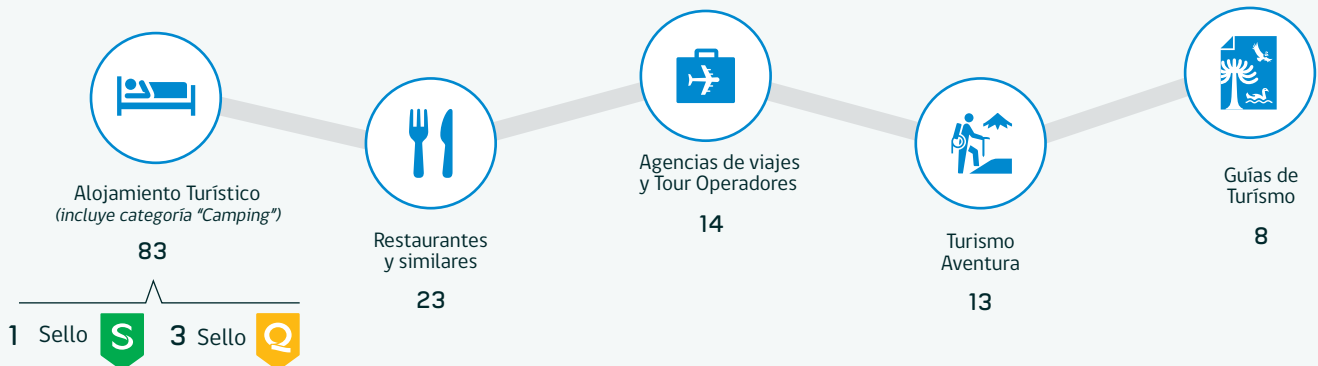 Alojamiento Turístico
(incluye categoría "Camping")
83
1 Sello S 3 Sello Q
Restaurantes
y similares
23
Agencias de viajes
y Tour Operadores
14
Turismo
Aventura
13
Guías de
Turísmo
8